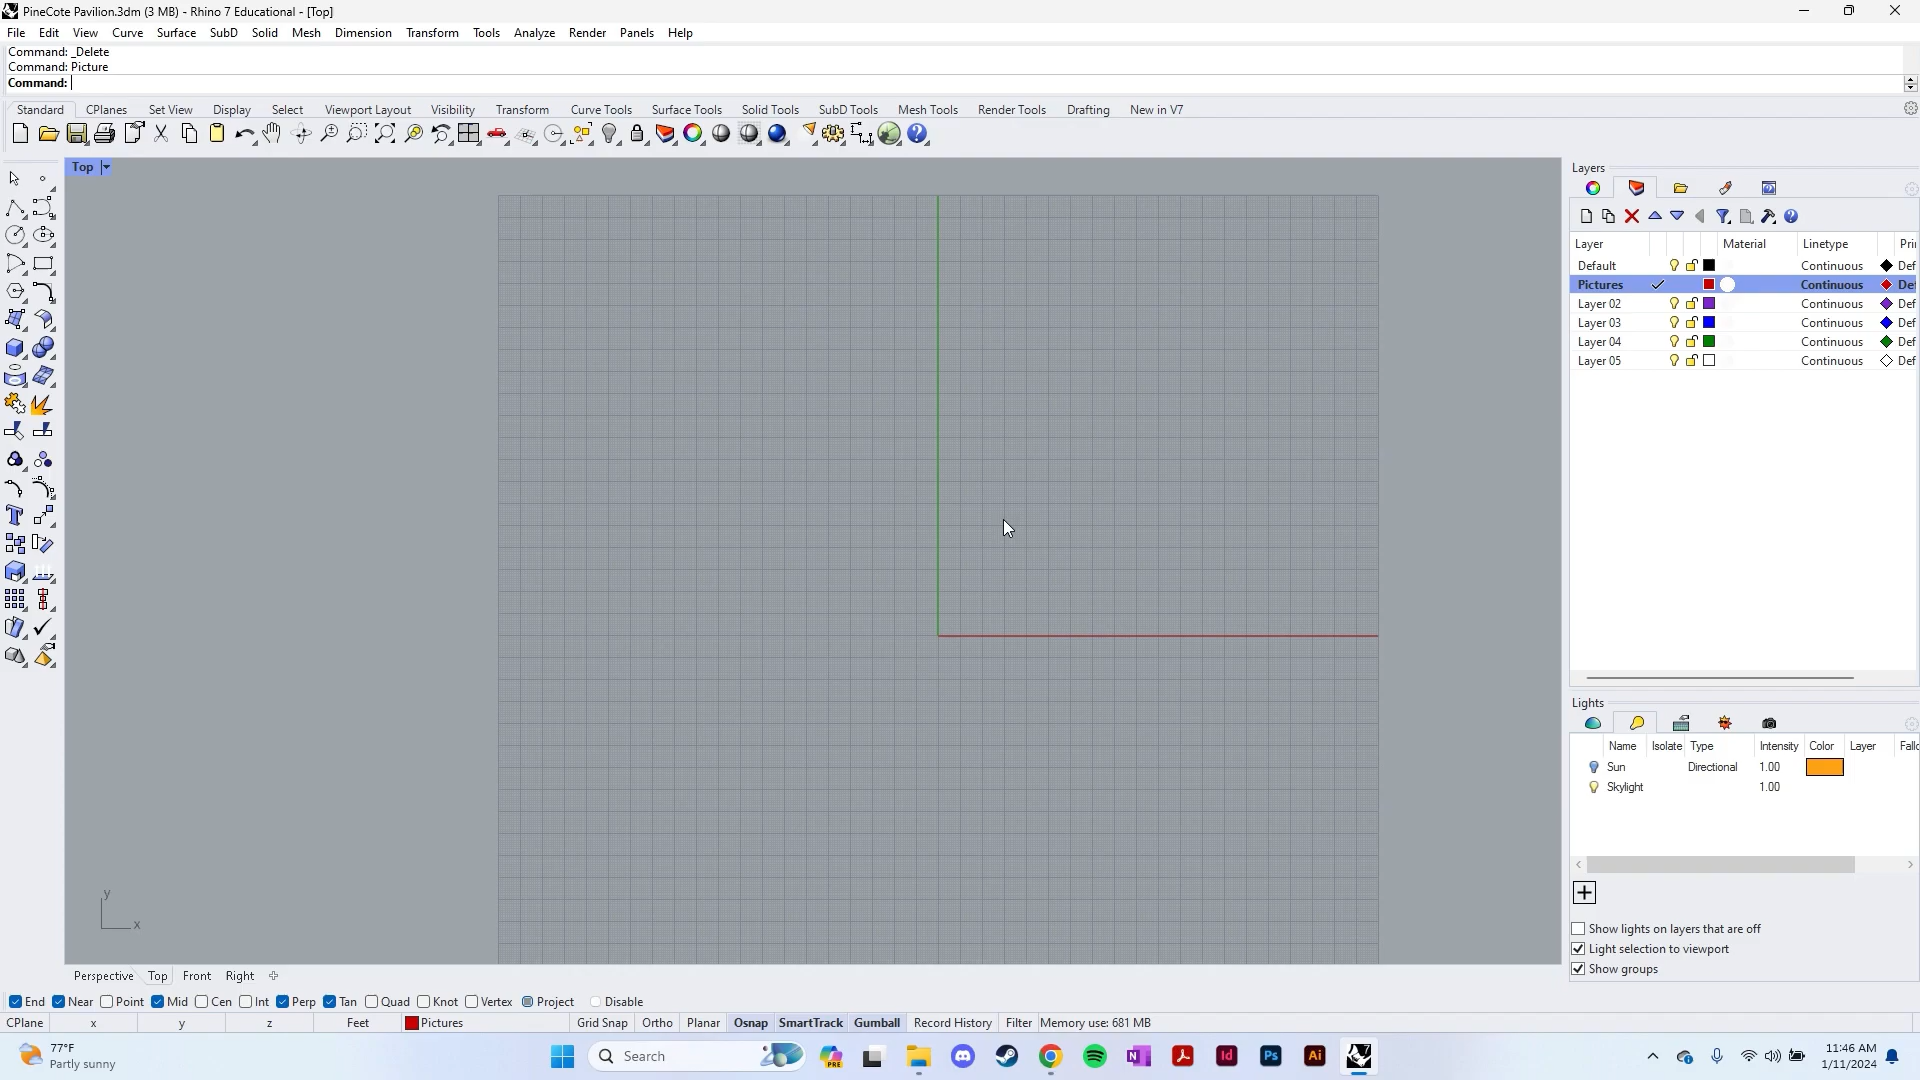 PineCote Pavilion.3dm (3 MB) - Rhino 7 Educational - [Top]
File Edit View Curve Surface SubD Solid Mesh Dimension Transform Tools Analyze Render Panels Help
Command: _Delete
Command: Picture
Command:
Standard CPlanes Set View Display Select Viewport Layout Visibility Transform Curve Tools Surface Tools Solid Tools SubD Tools Mesh Tools Render Tools Drafting New in V7
Top
Layers
Layer Material Linetype Pri
Default Continuous Def
Pictures Continuous De
Layer 02 Continuous Def
Layer 03 Continuous Def
Layer 04 Continuous Def
Layer 05 Continuous Def
Lights
Name Isolate Type Intensity Color Layer Fallo
Sun Directional 1.00
Skylight 1.00
Show lights on layers that are off
Light selection to viewport
Show groups
y
x
Perspective Top Front Right
End Near Point Mid Cen Int Perp Tan Quad Knot Vertex Project Disable
CPlane x y z Feet Pictures Grid Snap Ortho Planar Osnap SmartTrack Gumball Record History Filter Memory use: 681 MB
77°F
Partly sunny
Search
11:46 AM
1/11/2024